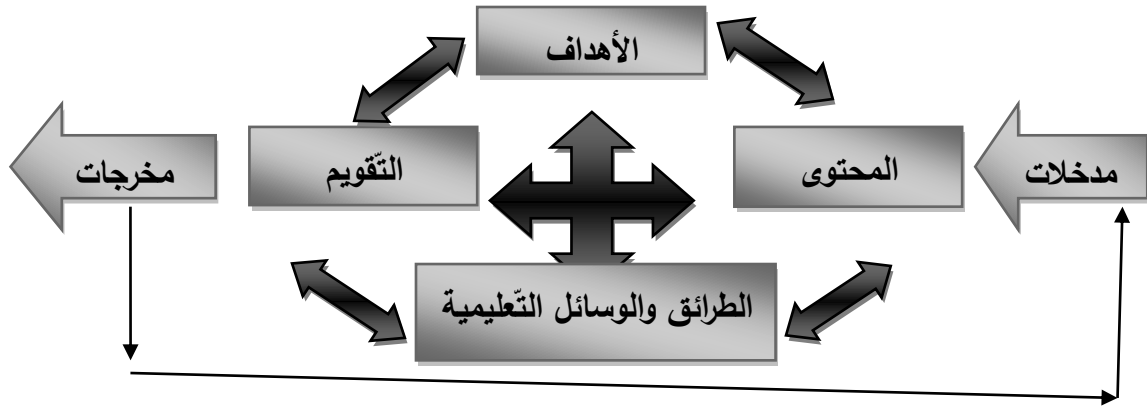 الأهداف
مدخلات
المحتوى
التّقويم
مخرجات
الطرائق والوسائل التّعليمية